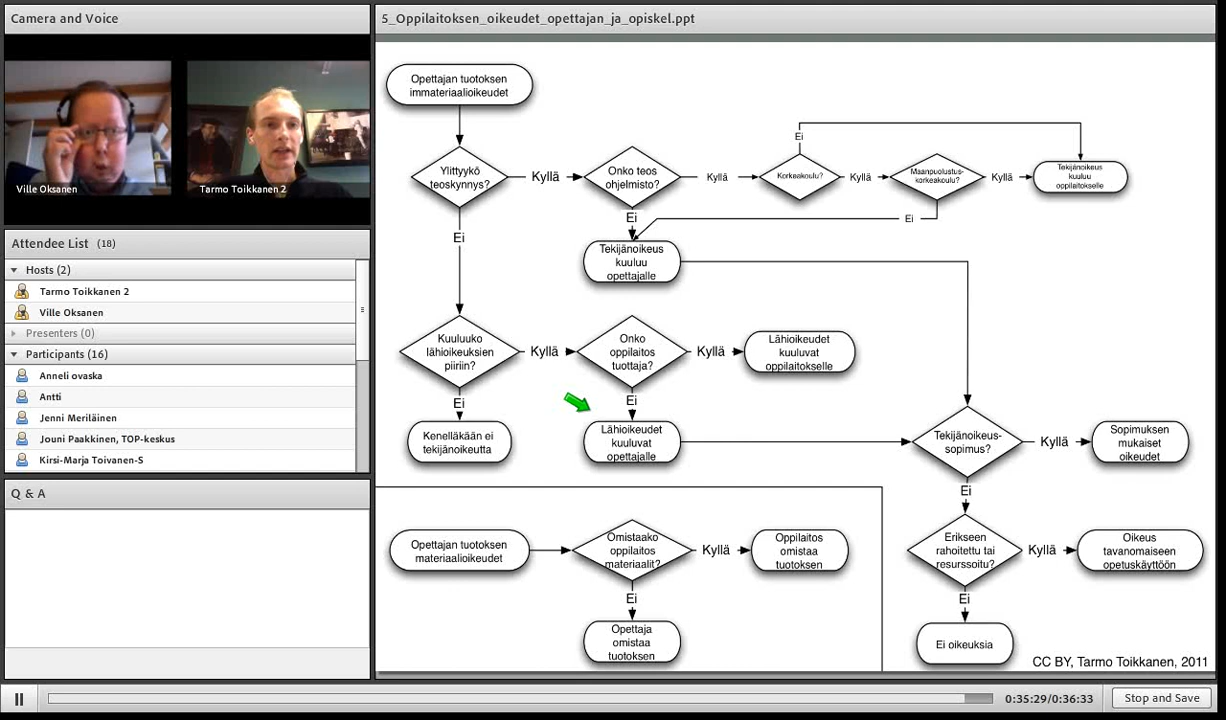 Camera and Voice
Ville Oksanen
Tarmo Toikkanen 2
Attendee List (18)
Hosts (2)
Tarmo Toikkanen 2
Ville Oksanen
Presenters (0)
Participants (16)
Anneli ovaska
Antti
Jenni Meriläinen
Jouni Paakkinen, TOP-keskus
Kirsi-Marja Toivanen-S
Q & A
5_Oppilaitoksen_oikeudet_opettajan_ja_opiskel.ppt
Opettajan tuotoksen
immateriaalioikeudet
Ylittyykö
teoskynnys?
Kyllä
Onko teos
ohjelmisto?
Kyllä
Korkeakoulu?
Ei
Kyllä
Maanpuolustus-
korkeakoulu?
Kyllä
Tekijänoikeus
kuuluu
oppilaitokselle
Ei
Ei
Ei
Tekijänoikeus
kuuluu
opettajalle
Kuuluuko
lähioikeuksien
piiriin?
Kyllä
Onko
oppilaitos
tuottaja?
Kyllä
Lähioikeudet
kuuluvat
oppilaitokselle
Ei
Ei
Kenelläkään ei
tekijänoikeutta
Lähioikeudet
kuuluvat
opettajalle
Tekijänoikeus-
sopimus?
Kyllä
Sopimuksen
mukaiset
oikeudet
Ei
Erikseen
rahoitettu tai
resurssoitu?
Kyllä
Oikeus
tavanomaiseen
opetuskäyttöön
Ei
Ei oikeuksia
Opettajan tuotoksen
materiaalioikeudet
Omistaako
oppilaitos
materiaalit?
Kyllä
Oppilaitos
omistaa
tuotoksen
Ei
Opettaja
omistaa
tuotoksen
CC BY, Tarmo Toikkanen, 2011
0:35:29/0:36:33
Stop and Save